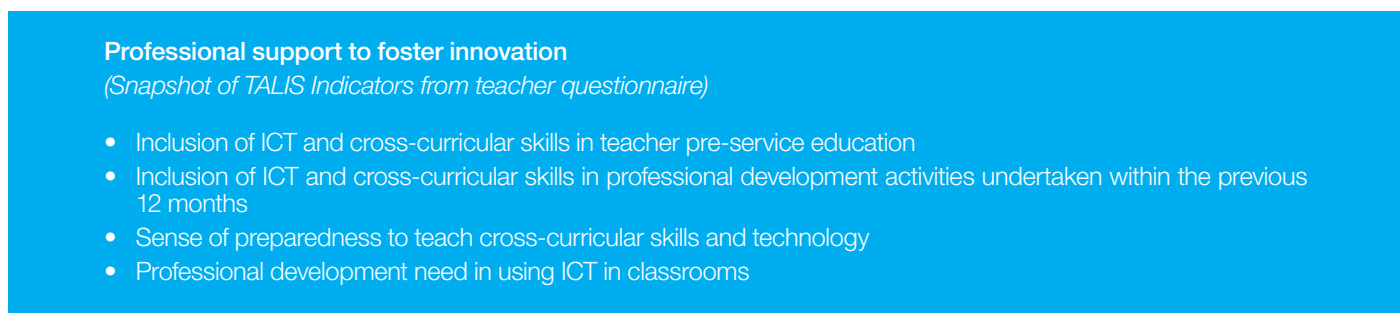 Professional support to foster innovation
(Snapshot of TALIS Indicators from teacher questionnaire)
• Inclusion of ICT and cross-curricular skills in teacher pre-service education
• Inclusion of ICT and cross-curricular skills in professional development activities undertaken within the previous
12 months
• Sense of preparedness to teach cross-curricular skills and technology
• Professional development need in using ICT in classrooms